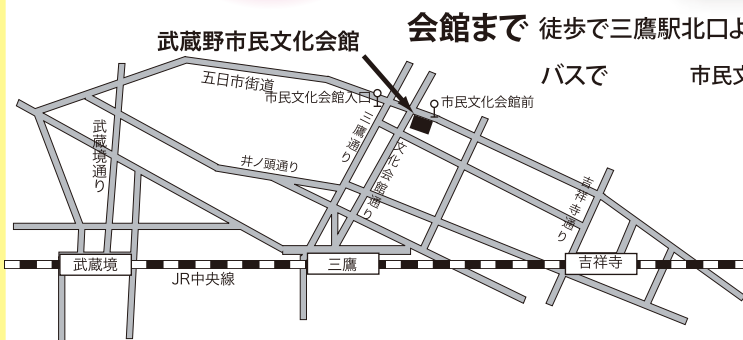 会館まで 徒歩で三鷹駅北口よ
バスで 市民文
武蔵野市民文化会館
五日市街道
市民文化会館入口
市民文化会館前
武蔵境通り
三鷹通り
文化会館通り
井ノ頭通り
吉祥寺通り
武蔵境
三鷹
吉祥寺
JR中央線